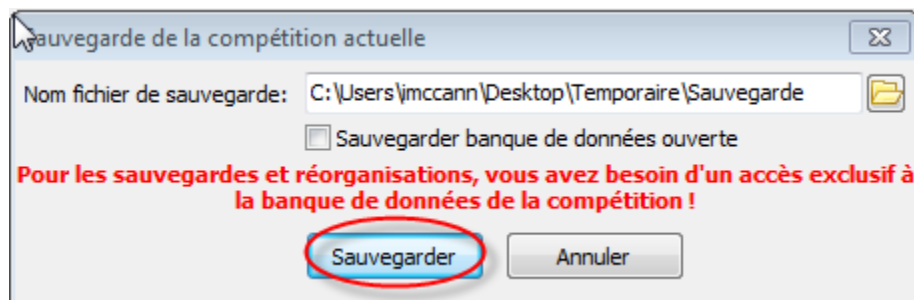 Sauvegarde de la compétition actuelle
Nom fichier de sauvegarde: C:\Users\jmccann\Desktop\Temporaire\Sauvegarde
Sauvegarder banque de données ouverte
Pour les sauvegardes et réorganisations, vous avez besoin d'un accès exclusif à
la banque de données de la compétition !
Sauvegarder Annuler